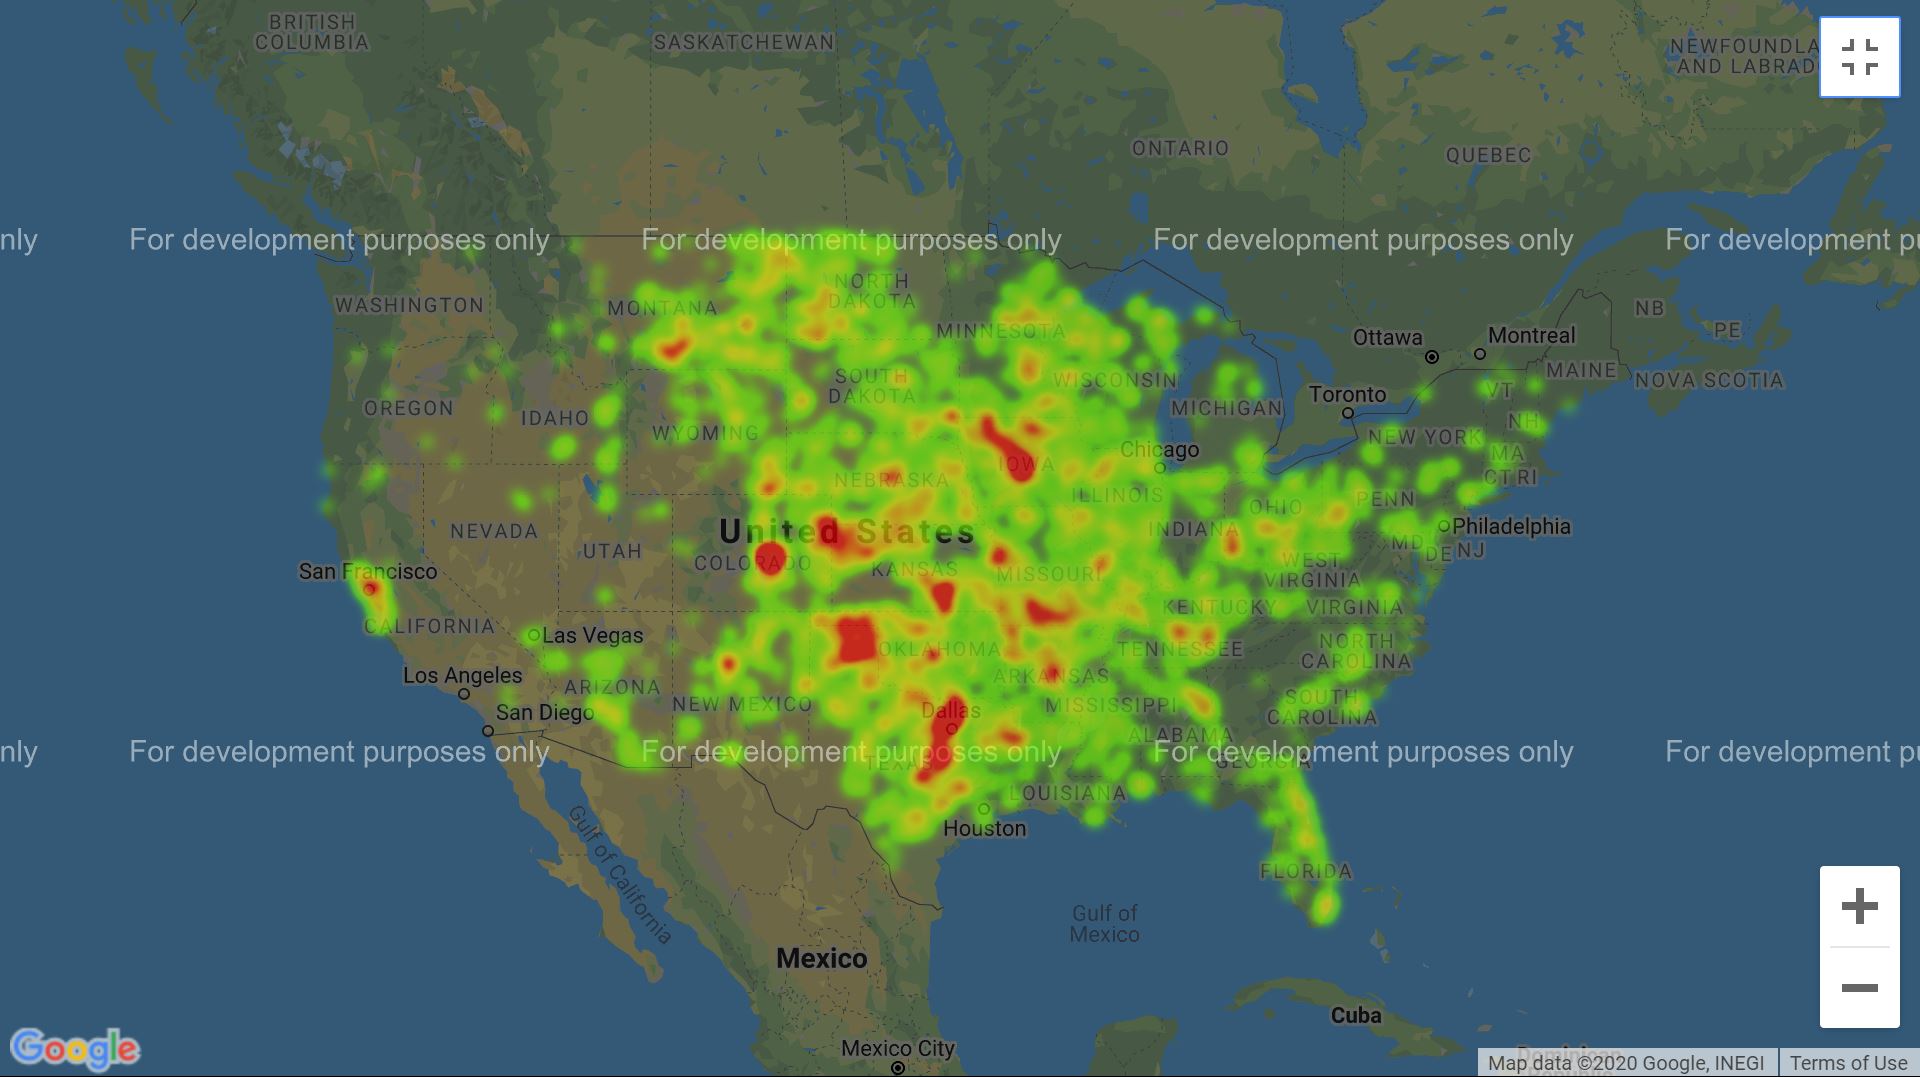 BRITISH
COLUMBIA
SASKATCHEWAN
NEWFOUNDLA
AND LABRAD
ONTARIO
QUEBEC
nly
For development purposes only
For development purposes only
For development purposes only
For development pu
WASHINGTON
MONTANA
NORTH
DAKOTA
MINNESOTA
Ottawa
Montreal
NB
PE
MAINE
NOVA SCOTIA
OREGON
IDAHO
WYOMING
SOUTH
DAKOTA
WISCONSIN
MICHIGAN
Toronto
VT
NH
NEW YORK
MA
CT RI
Chicago
IOWA
NEBRASKA
ILLINOIS
INDIANA
OHIO
PENN
Philadelphia
MD
DE
NJ
NEVADA
UTAH
United States
COLORADO
KANSAS
MISSOURI
WEST
VIRGINIA
KENTUCKY
VIRGINIA
San Francisco
CALIFORNIA
Las Vegas
Los Angeles
San Diego
ARIZONA
NEW MEXICO
OKLAHOMA
ARKANSAS
TENNESSEE
NORTH
CAROLINA
SOUTH
CAROLINA
MISSISSIPPI
ALABAMA
Dallas
nly
For development purposes only
For development purposes only
For development purposes only
For development pu
TEXAS
GEORGIA
LOUISIANA
Houston
FLORIDA
Gulf of California
Gulf of
Mexico
Mexico
Cuba
Mexico City
Dominican
Google
Map data ©2020 Google, INEGI
Terms of Use